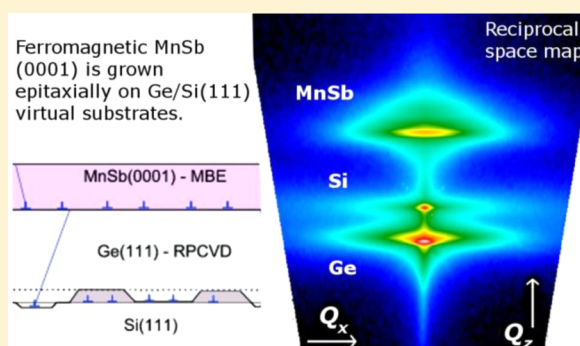 Ferromagnetic MnSb
(0001) is grown
epitaxially on Ge/Si(111)
virtual substrates.
MnSb(0001) - MBE
Ge(111) - RPCVD
Si(111)
Reciprocal
space map
MnSb
Si
Ge
Qx
Qz